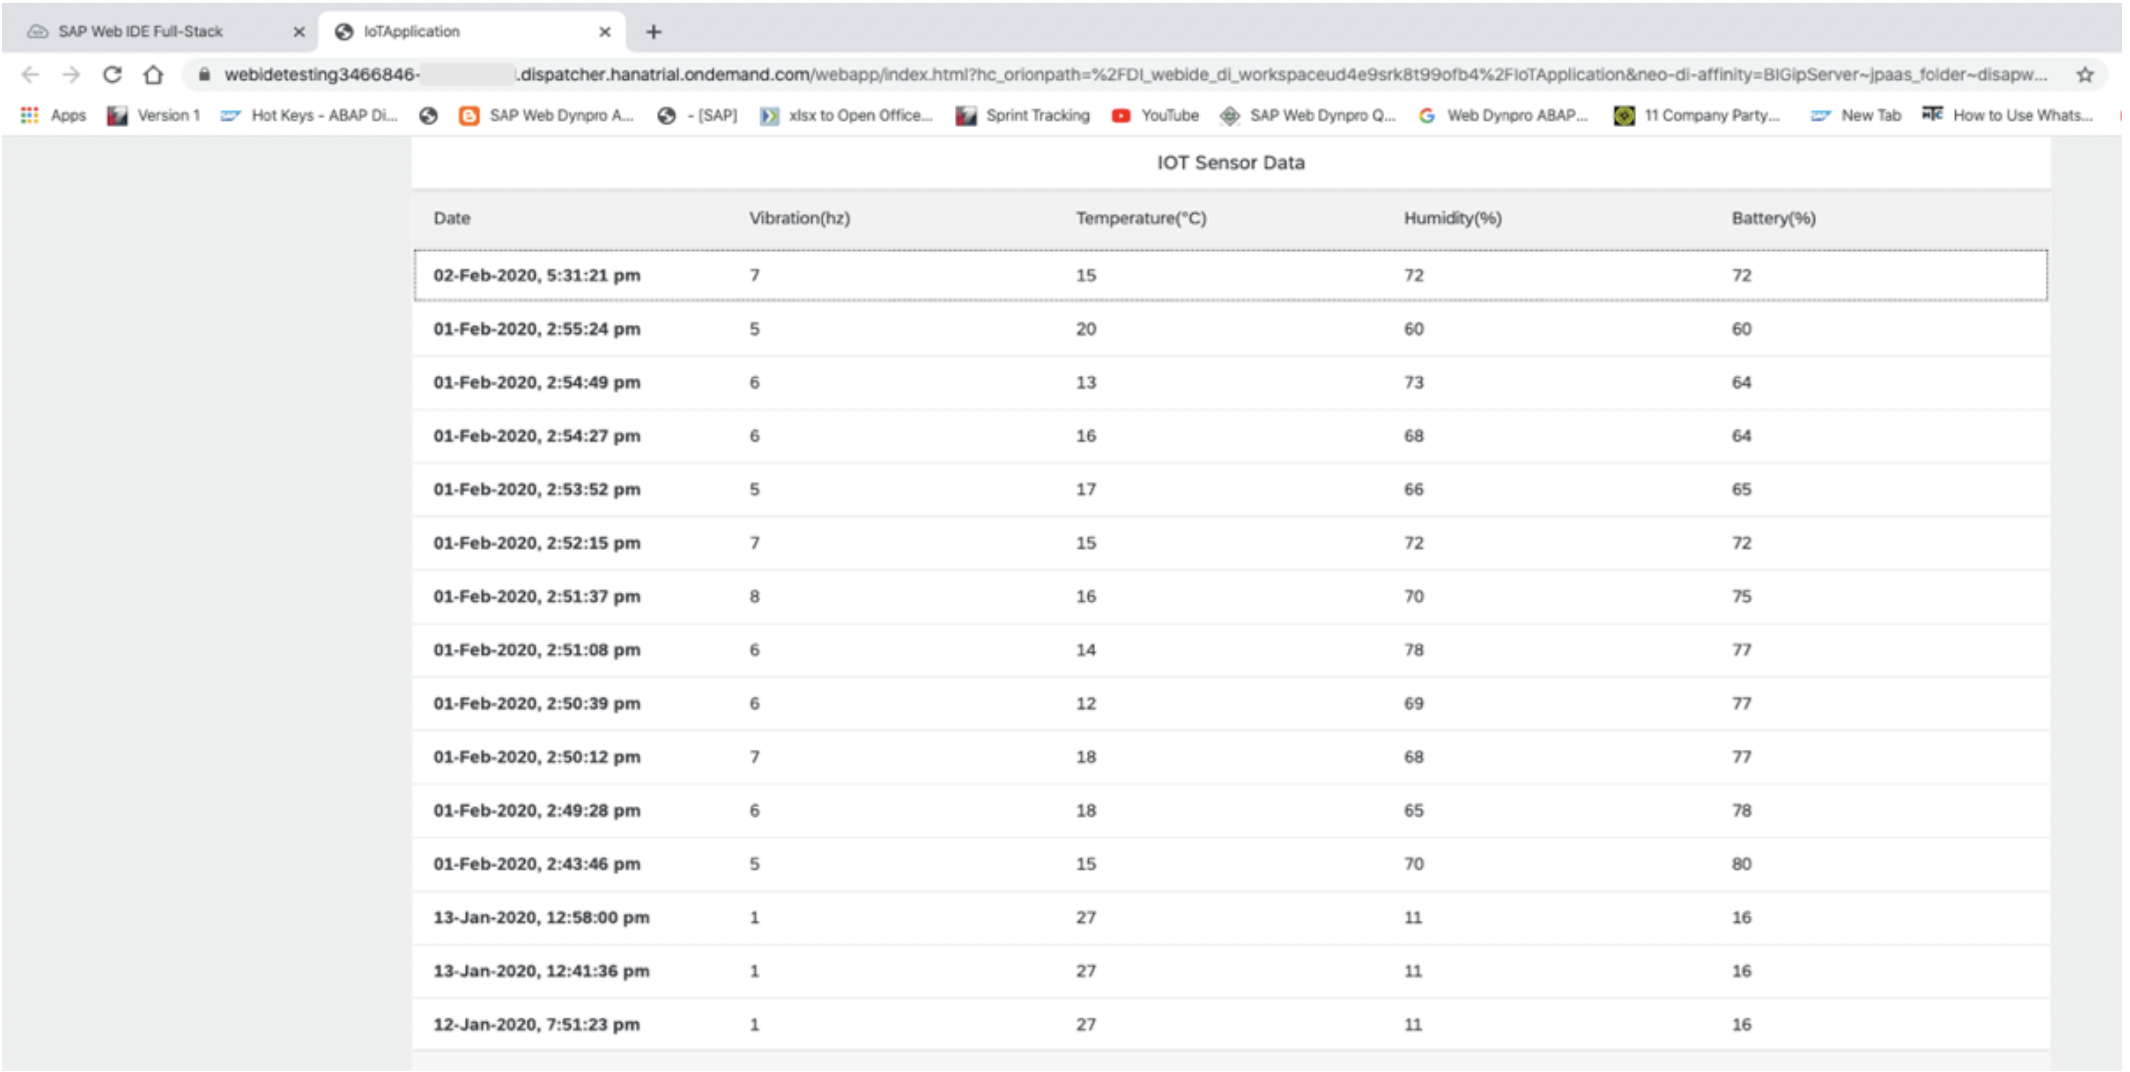 SAP Web IDE Full-Stack IoTApplication
webidetesting3466846- .dispatcher.hanatrial.ondemand.com/webapp/index.html?hc_orionpath=%2FDI_webide_di_workspaceud4e9srk8t99ofb4%2FIoTApplication&neo-di-affinity=BIGipServer~jpaas_folder~disapw...
Apps Version 1 Hot Keys - ABAP Di... SAP Web Dynpro A... - [SAP] xlsx to Open Office... Sprint Tracking YouTube SAP Web Dynpro Q... Web Dynpro ABAP... 11 Company Party... New Tab How to Use Whats...
IOT Sensor Data
Date Vibration(hz) Temperature(°C) Humidity(%) Battery(%)
02-Feb-2020, 5:31:21 pm 7 15 72 72
01-Feb-2020, 2:55:24 pm 5 20 60 60
01-Feb-2020, 2:54:49 pm 6 13 73 64
01-Feb-2020, 2:54:27 pm 6 16 68 64
01-Feb-2020, 2:53:52 pm 5 17 66 65
01-Feb-2020, 2:52:15 pm 7 15 72 72
01-Feb-2020, 2:51:37 pm 8 16 70 75
01-Feb-2020, 2:51:08 pm 6 14 78 77
01-Feb-2020, 2:50:39 pm 6 12 69 77
01-Feb-2020, 2:50:12 pm 7 18 68 77
01-Feb-2020, 2:49:28 pm 6 18 65 78
01-Feb-2020, 2:43:46 pm 5 15 70 80
13-Jan-2020, 12:58:00 pm 1 27 11 16
13-Jan-2020, 12:41:36 pm 1 27 11 16
12-Jan-2020, 7:51:23 pm 1 27 11 16